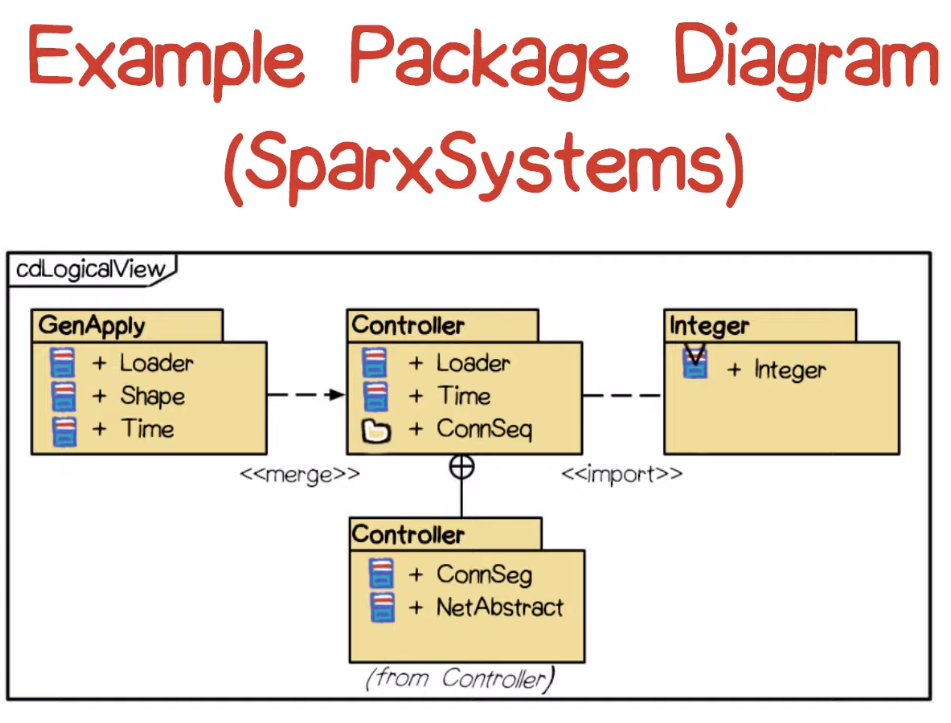 Example Package Diagram
(SparxSystems)
cdLogicalView
GenApply
+ Loader
+ Shape
+ Time
Controller
+ Loader
+ Time
+ ConnSeq
Integer
+ Integer
<<merge>>
<<import>>
Controller
+ ConnSeg
+ NetAbstract
(from Controller)